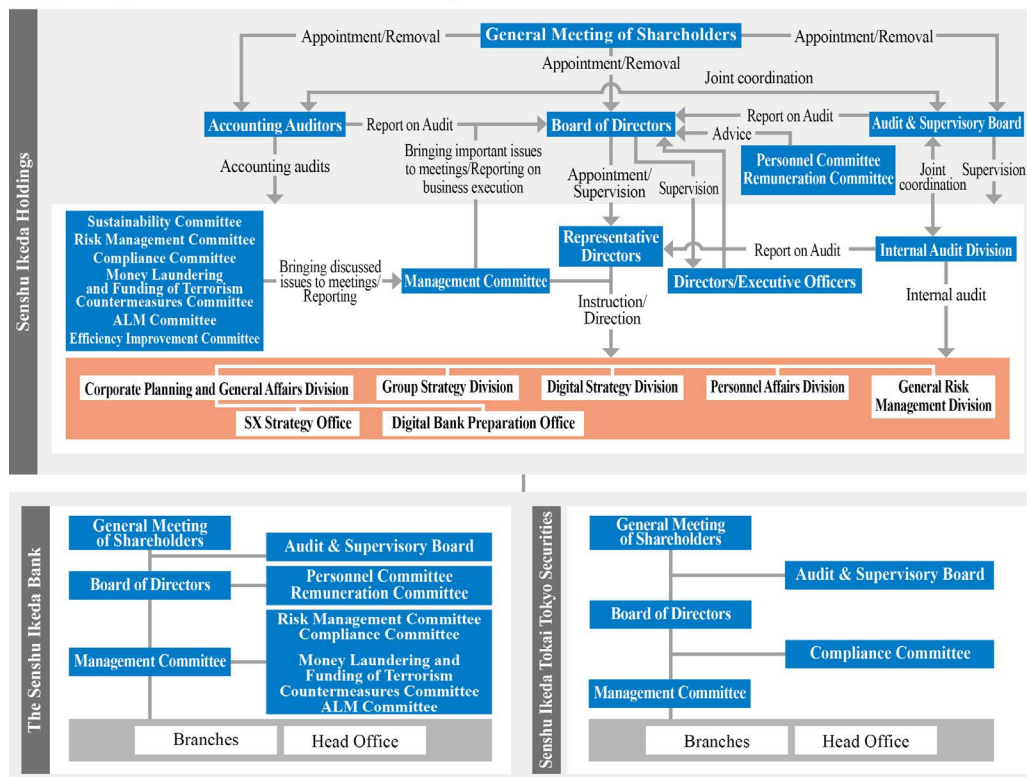 Senshu Ikeda Holdings
General Meeting of Shareholders
Appointment/Removal
Appointment/Removal
Appointment/Removal
Joint coordination
Accounting Auditors
Report on Audit
Board of Directors
Report on Audit
Audit & Supervisory Board
Advice
Personnel Committee
Remuneration Committee
Accounting audits
Bringing important issues
to meetings/Reporting on
business execution
Appointment/
Supervision
Supervision
Joint
coordination
Supervision
Sustainability Committee
Risk Management Committee
Compliance Committee
Money Laundering
and Funding of Terrorism
Countermeasures Committee
ALM Committee
Efficiency Improvement Committee
Bringing discussed
issues to meetings/
Reporting
Management Committee
Representative
Directors
Report on Audit
Internal Audit Division
Directors/Executive Officers
Instruction/
Direction
Internal audit
Corporate Planning and General Affairs Division
Group Strategy Division
Digital Strategy Division
Personnel Affairs Division
General Risk
Management Division
SX Strategy Office
Digital Bank Preparation Office
The Senshu Ikeda Bank
General Meeting
of Shareholders
Audit & Supervisory Board
Board of Directors
Personnel Committee
Remuneration Committee
Risk Management Committee
Compliance Committee
Management Committee
Money Laundering and
Funding of Terrorism
Countermeasures Committee
ALM Committee
Branches
Head Office
Senshu Ikeda Tokai Tokyo Securities
General Meeting
of Shareholders
Audit & Supervisory Board
Board of Directors
Compliance Committee
Management Committee
Branches
Head Office